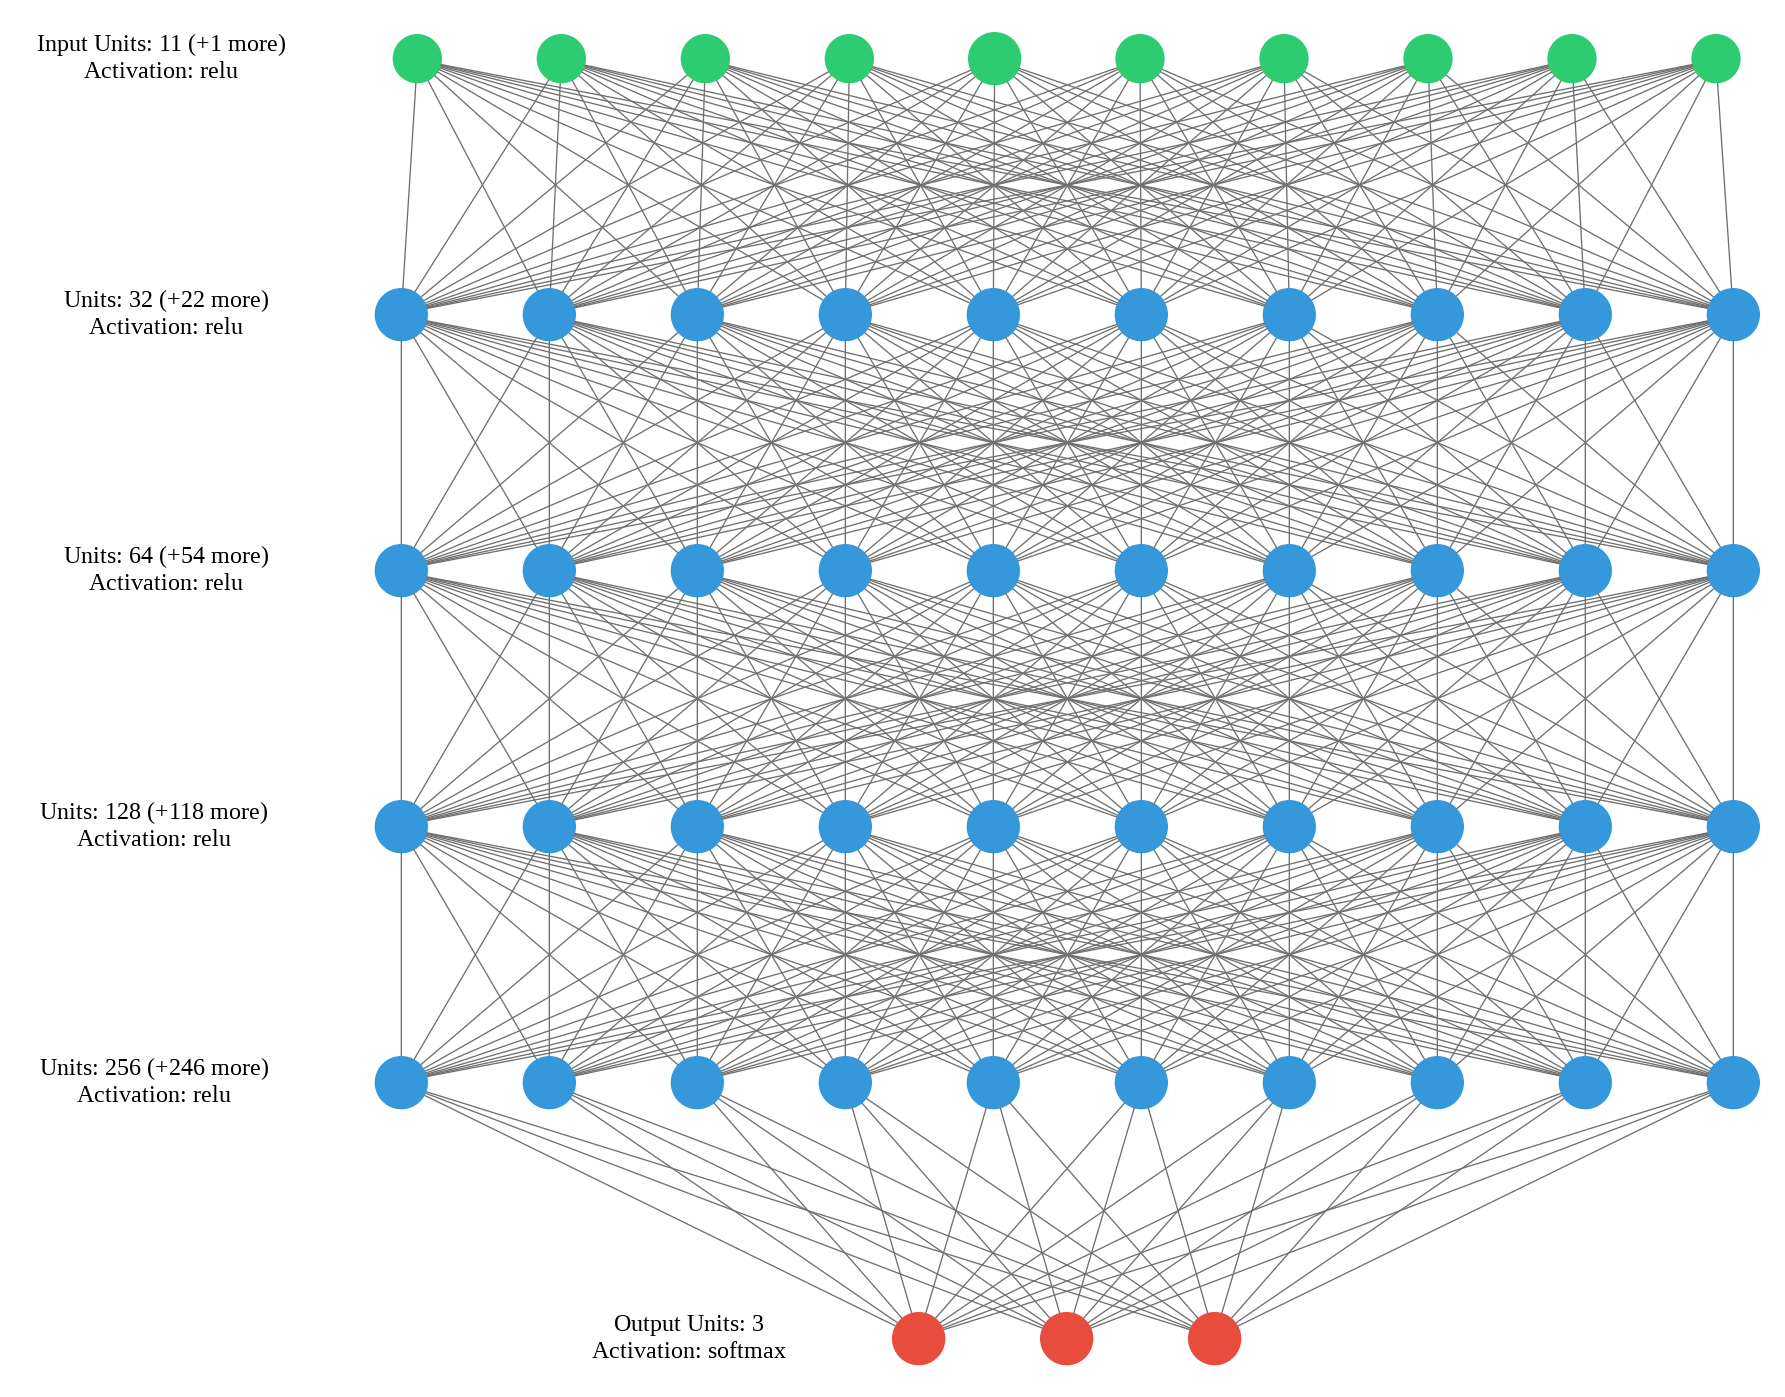 Input Units: 11 (+1 more)
Activation: relu
Units: 32 (+22 more)
Activation: relu
Units: 64 (+54 more)
Activation: relu
Units: 128 (+118 more)
Activation: relu
Units: 256 (+246 more)
Activation: relu
Output Units: 3
Activation: softmax